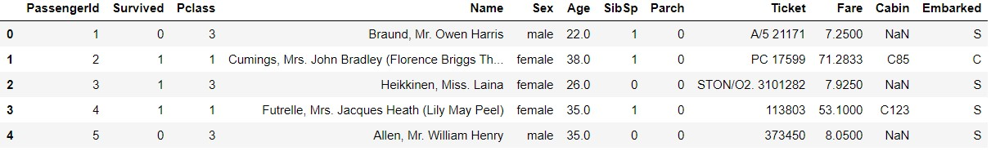 PassengerId Survived Pclass Name Sex Age SibSp Parch Ticket Fare Cabin Embarked
0 1 0 3 Braund, Mr. Owen Harris male 22.0 1 0 A/5 21171 7.2500 NaN S
1 2 1 1 Cumings, Mrs. John Bradley (Florence Briggs Th... female 38.0 1 0 PC 17599 71.2833 C85 C
2 3 1 3 Heikkinen, Miss. Laina female 26.0 0 0 STON/O2. 3101282 7.9250 NaN S
3 4 1 1 Futrelle, Mrs. Jacques Heath (Lily May Peel) female 35.0 1 0 113803 53.1000 C123 S
4 5 0 3 Allen, Mr. William Henry male 35.0 0 0 373450 8.0500 NaN S